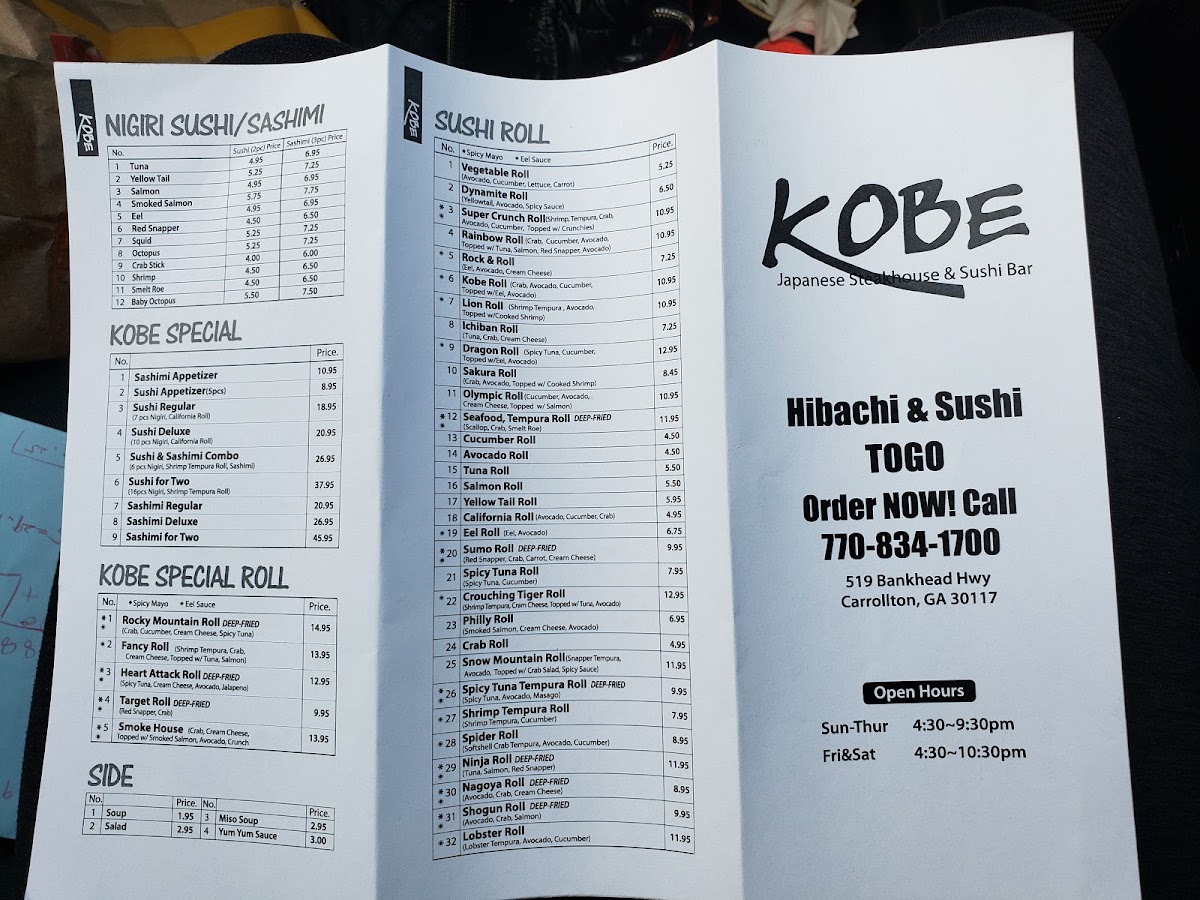 KOBE
NIGIRI SUSHI/SASHIMI
No. Sushi (2pc) Price Sashimi (3pc) Price
1 Tuna 4.95 6.95
2 Yellow Tail 5.25 7.25
3 Salmon 4.95 6.95
4 Smoked Salmon 5.75 7.75
5 Eel 4.95 6.95
6 Red Snapper 4.50 6.50
7 Squid 5.25 7.25
8 Octopus 5.25 7.25
9 Crab Stick 4.00 6.00
10 Shrimp 4.50 6.50
11 Smelt Roe 4.50 6.50
12 Baby Octopus 5.50 7.50
KOBE SPECIAL
No. Price.
1 Sashimi Appetizer 10.95
2 Sushi Appetizer(5pcs) 8.95
3 Sushi Regular 18.95
(7 pcs Nigiri, California Roll)
4 Sushi Deluxe 20.95
(10 pcs Nigiri, California Roll)
5 Sushi & Sashimi Combo 26.95
(6 pcs Nigiri, Shrimp Tempura Roll, Sashimi)
6 Sushi for Two 37.95
(16pcs Nigiri, Shrimp Tempura Roll)
7 Sashimi Regular 20.95
8 Sashimi Deluxe 26.95
9 Sashimi for Two 45.95
KOBE SPECIAL ROLL
No. *Spicy Mayo *Eel Sauce Price.
* 1 Rocky Mountain Roll DEEP-FRIED 14.95
* (Crab, Cucumber, Cream Cheese, Spicy Tuna)
* 2 Fancy Roll (Shrimp Tempura, Crab, 13.95
Cream Cheese, Topped w/ Tuna, Salmon)
* 3 Heart Attack Roll DEEP-FRIED 12.95
* (Spicy Tuna, Cream Cheese, Avocado, Jalapeno)
* 4 Target Roll DEEP-FRIED 9.95
* (Red Snapper, Crab)
* 5 Smoke House (Crab, Cream Cheese, 13.95
* Topped w/ Smoked Salmon, Avocado, Crunch
SIDE
No. Price. No. Price.
1 Soup 1.95 3 Miso Soup 2.95
2 Salad 2.95 4 Yum Yum Sauce 3.00
KOBE
SUSHI ROLL
No. *Spicy Mayo *Eel Sauce Price.
1 Vegetable Roll 5.25
(Avocado, Cucumber, Lettuce, Carrot)
2 Dynamite Roll 6.50
(Yellowtail, Avocado, Spicy Sauce)
* 3 Super Crunch Roll(Shrimp, Tempura, Crab, 10.95
* Avocado, Cucumber, Topped w/ Crunchies)
4 Rainbow Roll (Crab, Cucumber, Avocado, 10.95
Topped w/ Tuna, Salmon, Red Snapper, Avocado)
* 5 Rock & Roll 7.25
(Eel, Avocado, Cream Cheese)
* 6 Kobe Roll (Crab, Avocado, Cucumber, 10.95
Topped w/Eel, Avocado)
* 7 Lion Roll (Shrimp Tempura , Avocado, 10.95
Topped w/Cooked Shrimp)
8 Ichiban Roll 7.25
(Tuna, Crab, Cream Cheese)
* 9 Dragon Roll (Spicy Tuna, Cucumber, 12.95
Topped w/Eel, Avocado)
10 Sakura Roll 8.45
(Crab, Avocado, Topped w/ Cooked Shrimp)
11 Olympic Roll(Cucumber, Avocado, 10.95
Cream Cheese, Topped w/ Salmon)
*12 Seafood, Tempura Roll DEEP-FRIED 11.95
* (Scallop, Crab, Smelt Roe)
13 Cucumber Roll 4.50
14 Avocado Roll 4.50
15 Tuna Roll 5.50
16 Salmon Roll 5.50
17 Yellow Tail Roll 5.95
18 California Roll (Avocado, Cucumber, Crab) 4.95
* 19 Eel Roll (Eel, Avocado) 6.75
*20 Sumo Roll DEEP-FRIED 9.95
* (Red Snapper, Crab, Carrot, Cream Cheese)
21 Spicy Tuna Roll 7.95
(Spicy Tuna, Cucumber)
* 22 Crouching Tiger Roll 12.95
(Shrimp Tempura, Cram Cheese, Topped w/ Tuna, Avocado)
23 Philly Roll 6.95
(Smoked Salmon, Cream Cheese, Avocado)
24 Crab Roll 4.95
25 Snow Mountain Roll(Snapper Tempura, 11.95
Avocado, Topped w/ Crab Salad, Spicy Sauce)
*26 Spicy Tuna Tempura Roll DEEP-FRIED 9.95
* (Spicy Tuna, Avocado, Masago)
* 27 Shrimp Tempura Roll 7.95
(Shrimp Tempura, Cucumber)
* 28 Spider Roll 8.95
(Softshell Crab Tempura, Avocado, Cucumber)
*29 Ninja Roll DEEP-FRIED 11.95
* (Tuna, Salmon, Red Snapper)
*30 Nagoya Roll DEEP-FRIED 8.95
* (Avocado, Crab, Cream Cheese)
*31 Shogun Roll DEEP-FRIED 9.95
* (Avocado, Crab, Salmon)
* 32 Lobster Roll 11.95
(Lobster Tempura, Avocado, Cucumber)
KOBE
Japanese Steakhouse & Sushi Bar
Hibachi & Sushi
TOGO
Order NOW! Call
770-834-1700
519 Bankhead Hwy
Carrollton, GA 30117
Open Hours
Sun-Thur 4:30~9:30pm
Fri&Sat 4:30~10:30pm